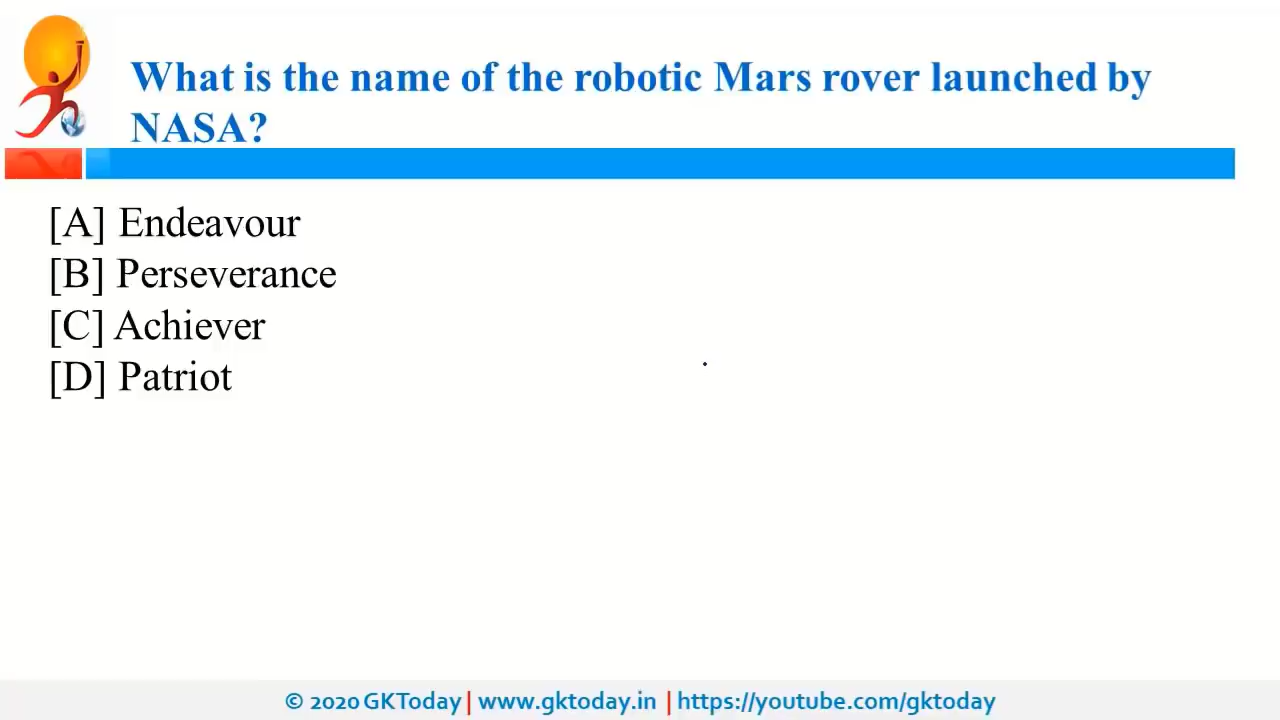 What is the name of the robotic Mars rover launched by
NASA?
[A] Endeavour
[B] Perseverance
[C] Achiever
[D] Patriot
© 2020 GKToday | www.gktoday.in | https://youtube.com/gktoday